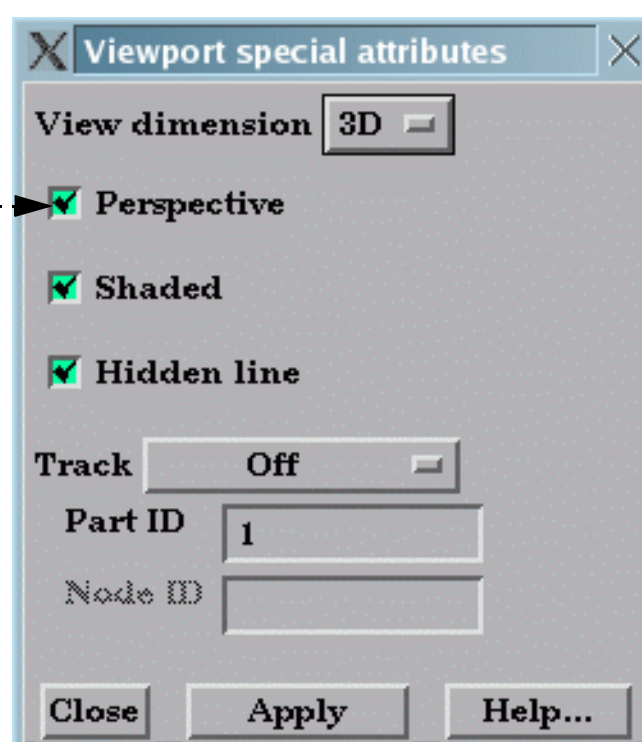 Viewport special attributes
View dimension 3D
Perspective
Shaded
Hidden line
Track Off
Part ID 1
Node ID
Close Apply Help...